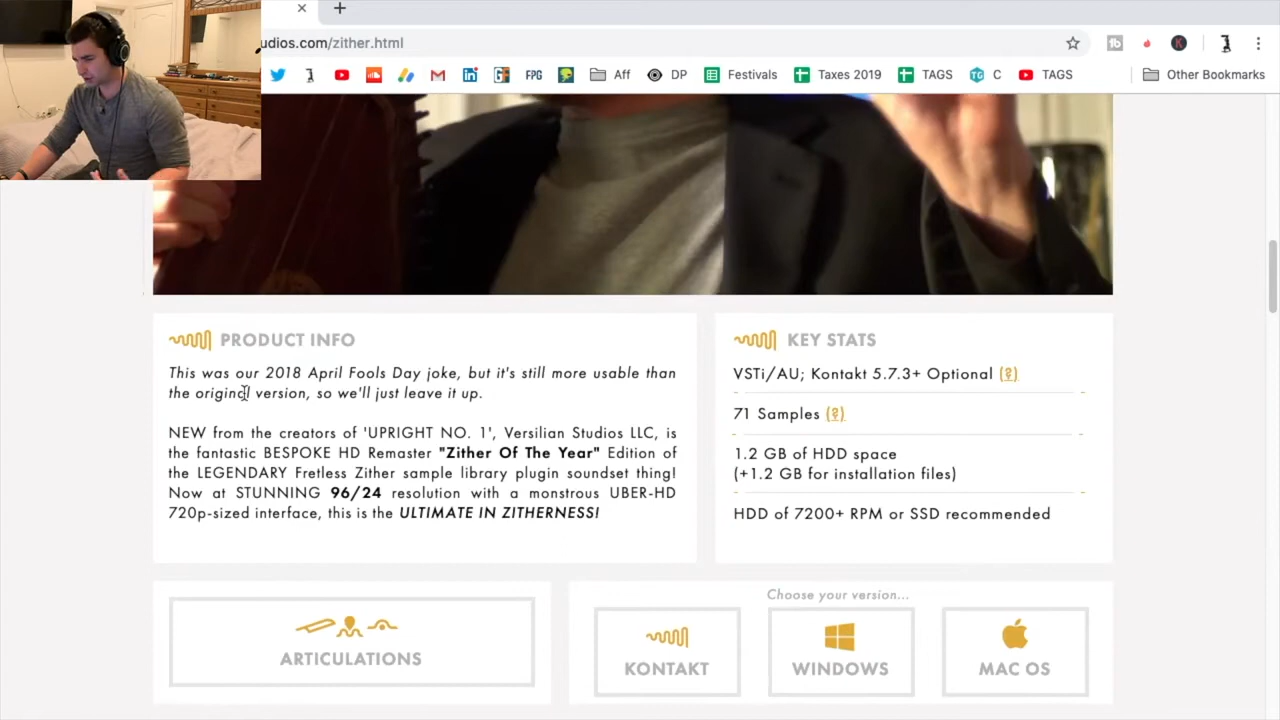 udios.com/zither.html
Aff
DP
Festivals
Taxes 2019
TAGS
C
TAGS
Other Bookmarks
PRODUCT INFO
This was our 2018 April Fools Day joke, but it's still more usable than
the original version, so we'll just leave it up.
NEW from the creators of 'UPRIGHT NO. 1', Versilian Studios LLC, is
the fantastic BESPOKE HD Remaster "Zither Of The Year" Edition of
the LEGENDARY Fretless Zither sample library plugin soundset thing!
Now at STUNNING 96/24 resolution with a monstrous UBER-HD
720p-sized interface, this is the ULTIMATE IN ZITHERNESS!
KEY STATS
VSTi/AU; Kontakt 5.7.3+ Optional (?)
71 Samples (?)
1.2 GB of HDD space
(+1.2 GB for installation files)
HDD of 7200+ RPM or SSD recommended
ARTICULATIONS
Choose your version...
KONTAKT
WINDOWS
MAC OS